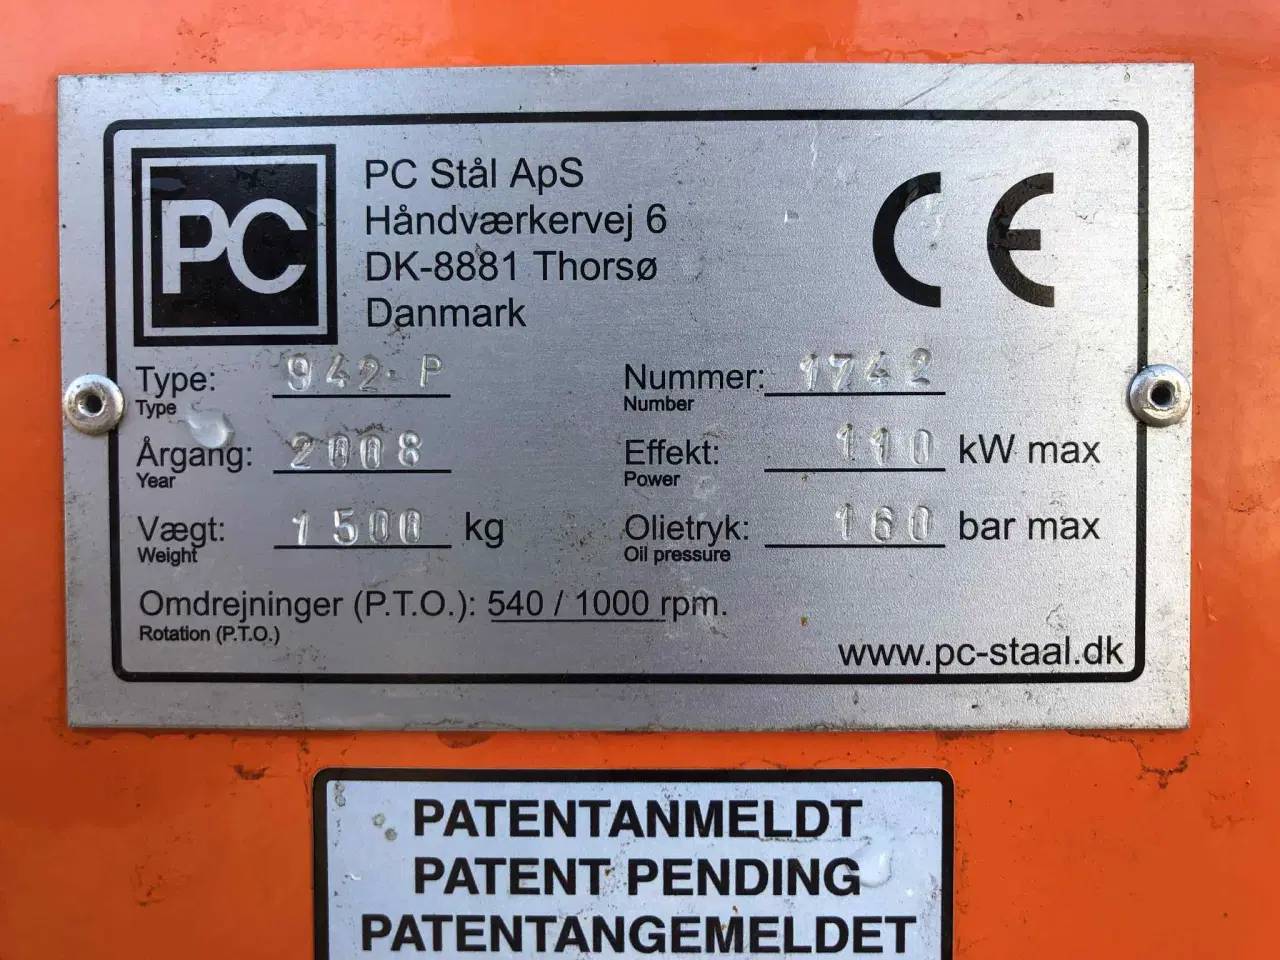 PC
PC Stål ApS
Håndværkervej 6
DK-8881 Thorsø
Danmark
CE
Type: 942.P
Type
Nummer: 1742
Number
Årgang: 2008
Year
Effekt: 110 kW max
Power
Vægt: 1500 kg
Weight
Olietryk: 160 bar max
Oil pressure
Omdrejninger (P.T.O.): 540 / 1000 rpm.
Rotation (P.T.O.)
www.pc-staal.dk
PATENTANMELDT
PATENT PENDING
PATENTANGEMELDET